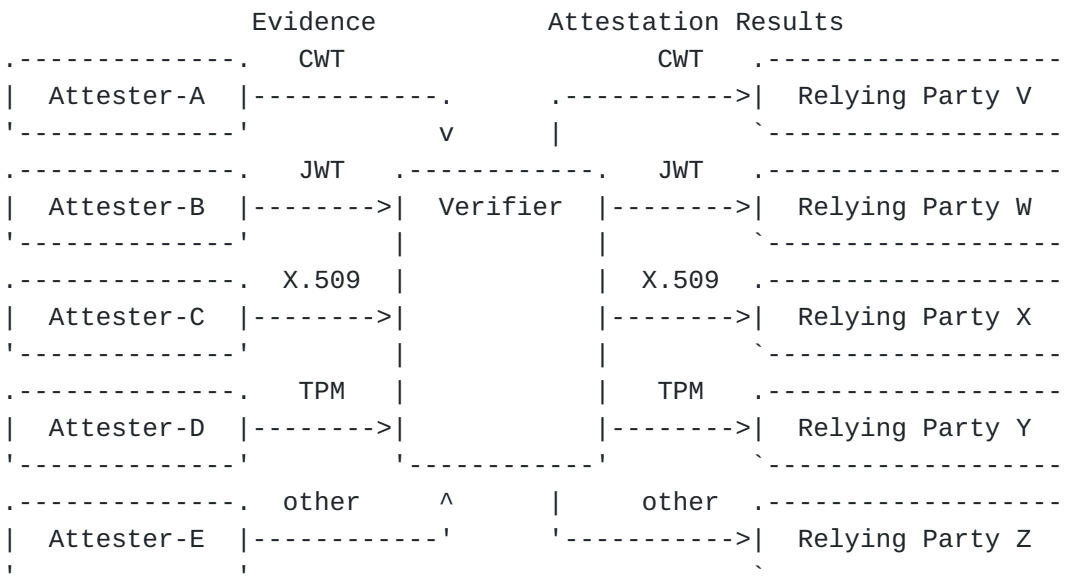 Evidence           Attestation Results
.--------------.   CWT                    CWT   .-------------------
|  Attester-A  |------------.      .----------->|  Relying Party V
'--------------'            v      |            `-------------------
.--------------.   JWT   .------------.   JWT   .-------------------
|  Attester-B  |-------->|  Verifier  |-------->|  Relying Party W
'--------------'         |            |         `-------------------
.--------------.  X.509  |            |  X.509  .-------------------
|  Attester-C  |-------->|            |-------->|  Relying Party X
'--------------'         |            |         `-------------------
.--------------.   TPM   |            |   TPM   .-------------------
|  Attester-D  |-------->|            |-------->|  Relying Party Y
'--------------'         '------------'         `-------------------
.--------------.  other     ^      |     other  .-------------------
|  Attester-E  |------------'      '----------->|  Relying Party Z
'              '                                `